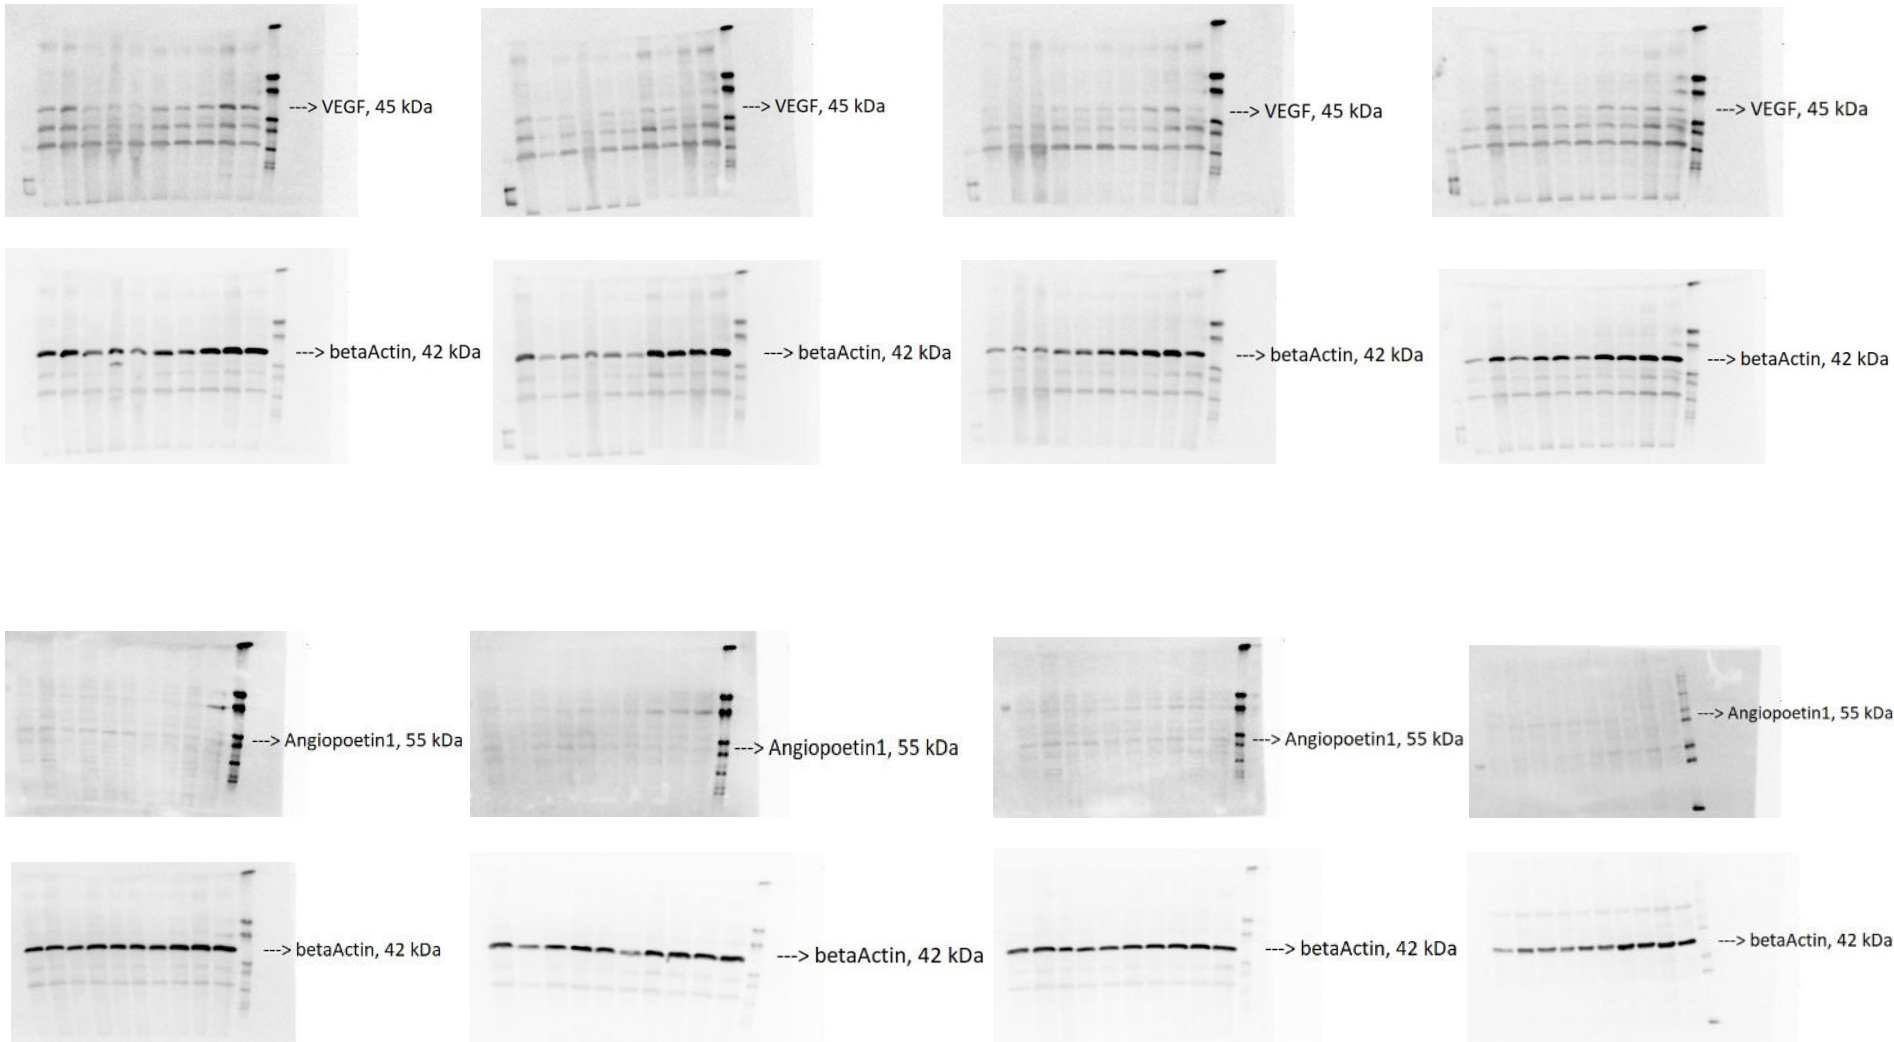 ---> VEGF, 45 kDa
---> VEGF, 45 kDa
---> VEGF, 45 kDa
---> VEGF, 45 kDa
---> betaActin, 42 kDa
---> betaActin, 42 kDa
---> betaActin, 42 kDa
---> betaActin, 42 kDa
---> Angiopoetin1, 55 kDa
---> Angiopoetin1, 55 kDa
---> Angiopoetin1, 55 kDa
---> Angiopoetin1, 55 kDa
---> betaActin, 42 kDa
---> betaActin, 42 kDa
---> betaActin, 42 kDa
---> betaActin, 42 kDa